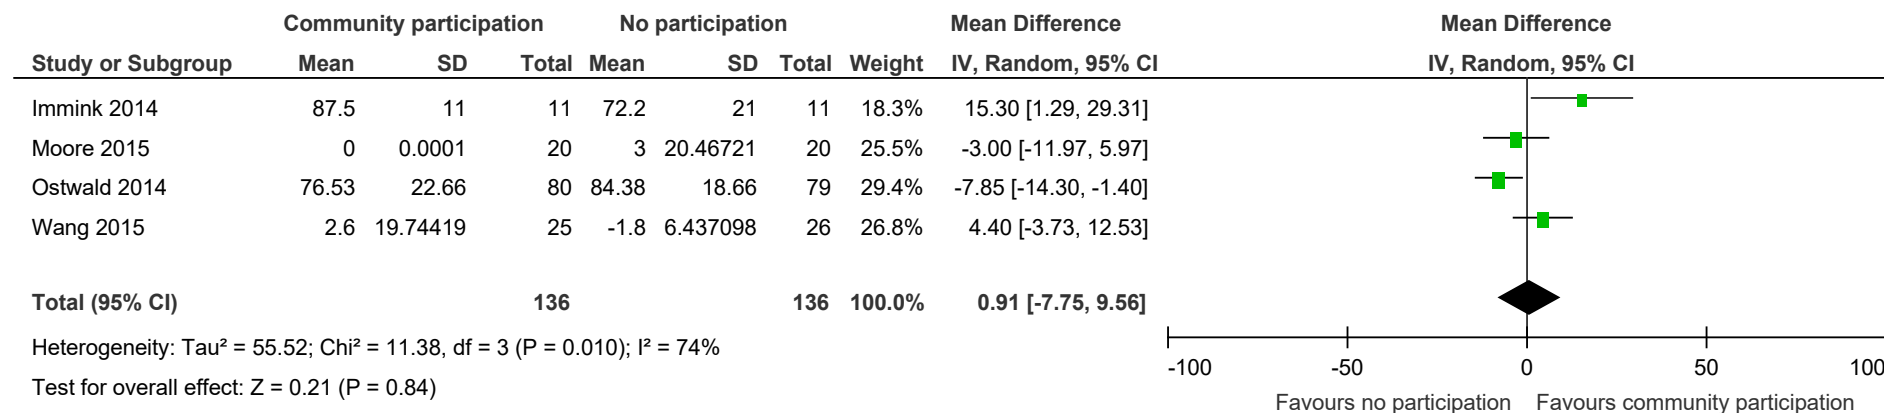 Community participation No participation Mean Difference Mean Difference
Study or Subgroup Mean SD Total Mean SD Total Weight IV, Random, 95% CI IV, Random, 95% CI
Immink 2014 87.5 11 11 72.2 21 11 18.3% 15.30 [1.29, 29.31]
Moore 2015 0 0.0001 20 3 20.46721 20 25.5% -3.00 [-11.97, 5.97]
Ostwald 2014 76.53 22.66 80 84.38 18.66 79 29.4% -7.85 [-14.30, -1.40]
Wang 2015 2.6 19.74419 25 -1.8 6.437098 26 26.8% 4.40 [-3.73, 12.53]
Total (95% CI) 136 136 100.0% 0.91 [-7.75, 9.56]
Heterogeneity: Tau² = 55.52; Chi² = 11.38, df = 3 (P = 0.010); I² = 74%
Test for overall effect: Z = 0.21 (P = 0.84)
-100 -50 0 50 100
Favours no participation Favours community participation